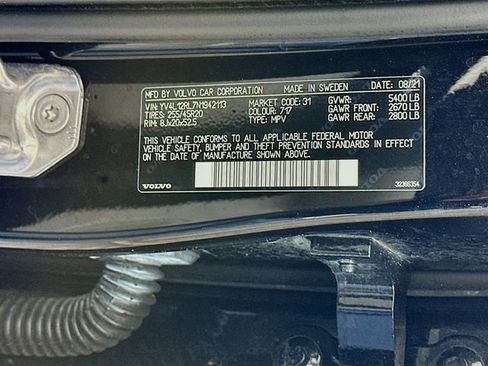 MFD. BY VOLVO CAR CORPORATION MADE IN SWEDEN DATE: 08/21
VIN: YV4L12RL7N1942113 MARKET CODE: 31 GVWR: 5400 LB
TIRES: 255/45R20 COLOUR: 717 GAWR FRONT: 2670 LB
RIM: 8Jx20x52.5 TYPE: MPV GAWR REAR: 2800 LB
THIS VEHICLE CONFORMS TO ALL APPLICABLE FEDERAL MOTOR
VEHICLE SAFETY, BUMPER, AND THEFT PREVENTION STANDARDS IN EFFECT
ON THE DATE OF MANUFACTURE SHOWN ABOVE.
VOLVO 32366354